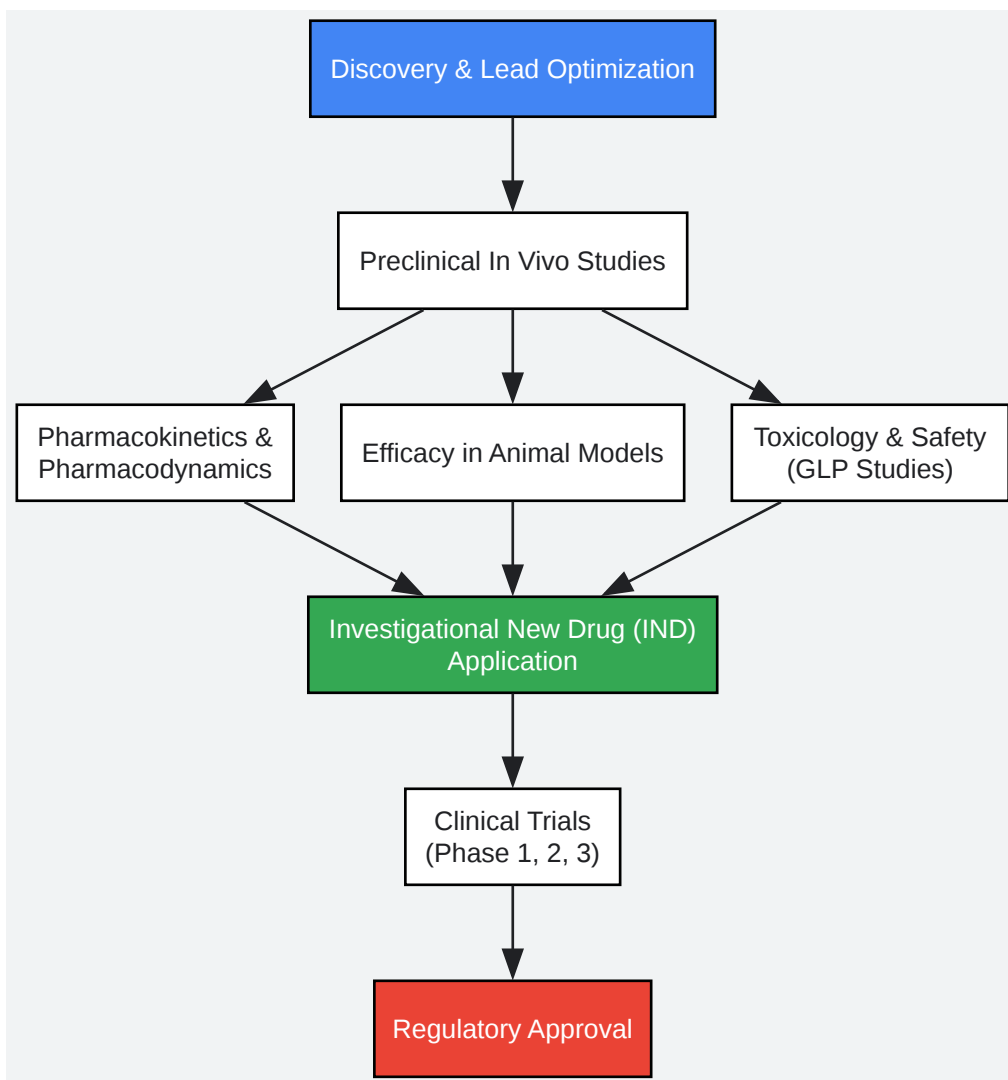 Discovery & Lead Optimization
Preclinical In Vivo Studies
Pharmacokinetics &
Pharmacodynamics
Efficacy in Animal Models
Toxicology & Safety
(GLP Studies)
Investigational New Drug (IND)
Application
Clinical Trials
(Phase 1, 2, 3)
Regulatory Approval